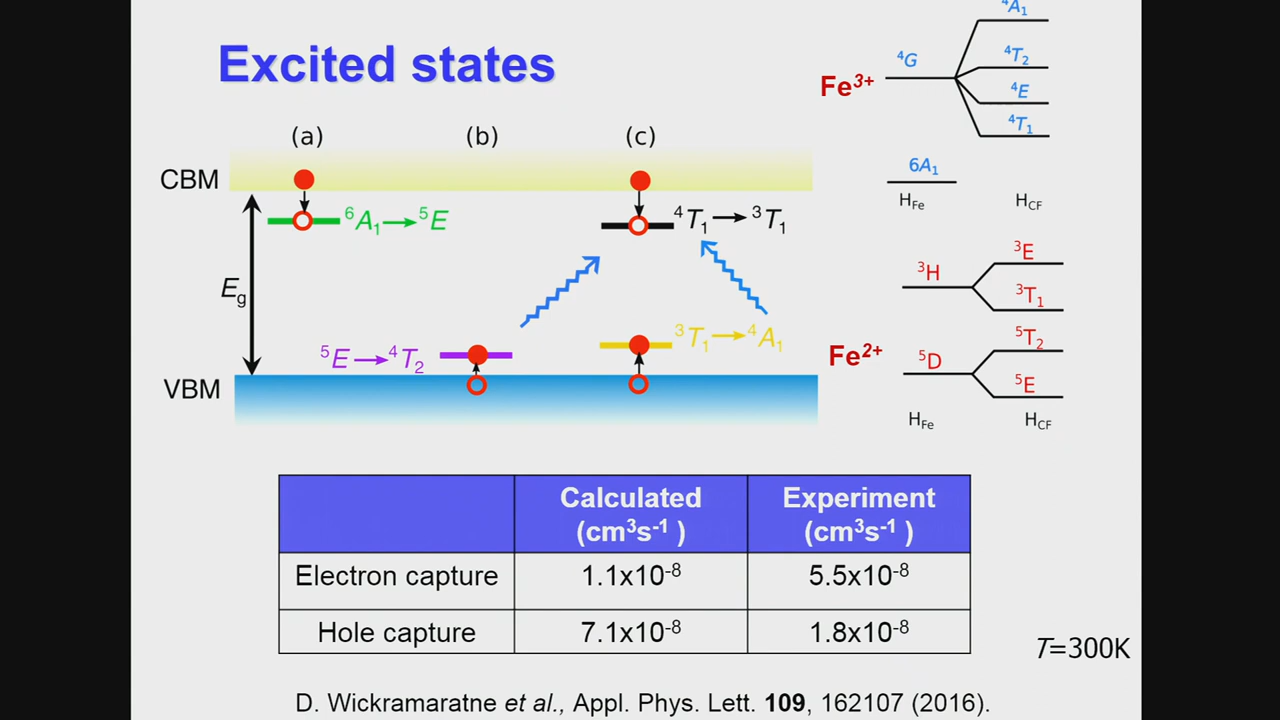 Excited states
(a)
(b)
(c)
CBM
⁶A₁→⁵E
⁴T₁→³T₁
E_g
⁵E→⁴T₂
³T₁→⁴A₁
VBM
Fe³⁺
⁴G
⁴A₁
⁴T₂
⁴E
⁴T₁
6A₁
H_Fe
H_CF
Fe²⁺
³H
³E
³T₁
⁵D
⁵T₂
⁵E
H_Fe
H_CF
Calculated (cm³s⁻¹ )
Experiment (cm³s⁻¹ )
Electron capture 1.1x10⁻⁸ 5.5x10⁻⁸
Hole capture 7.1x10⁻⁸ 1.8x10⁻⁸
T=300K
D. Wickramaratne et al., Appl. Phys. Lett. 109, 162107 (2016).